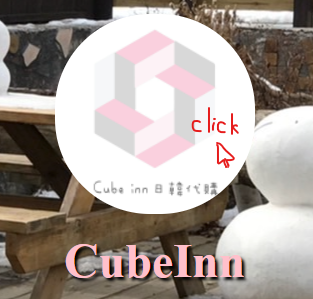 click
Cube inn 日韓代購
CubeInn